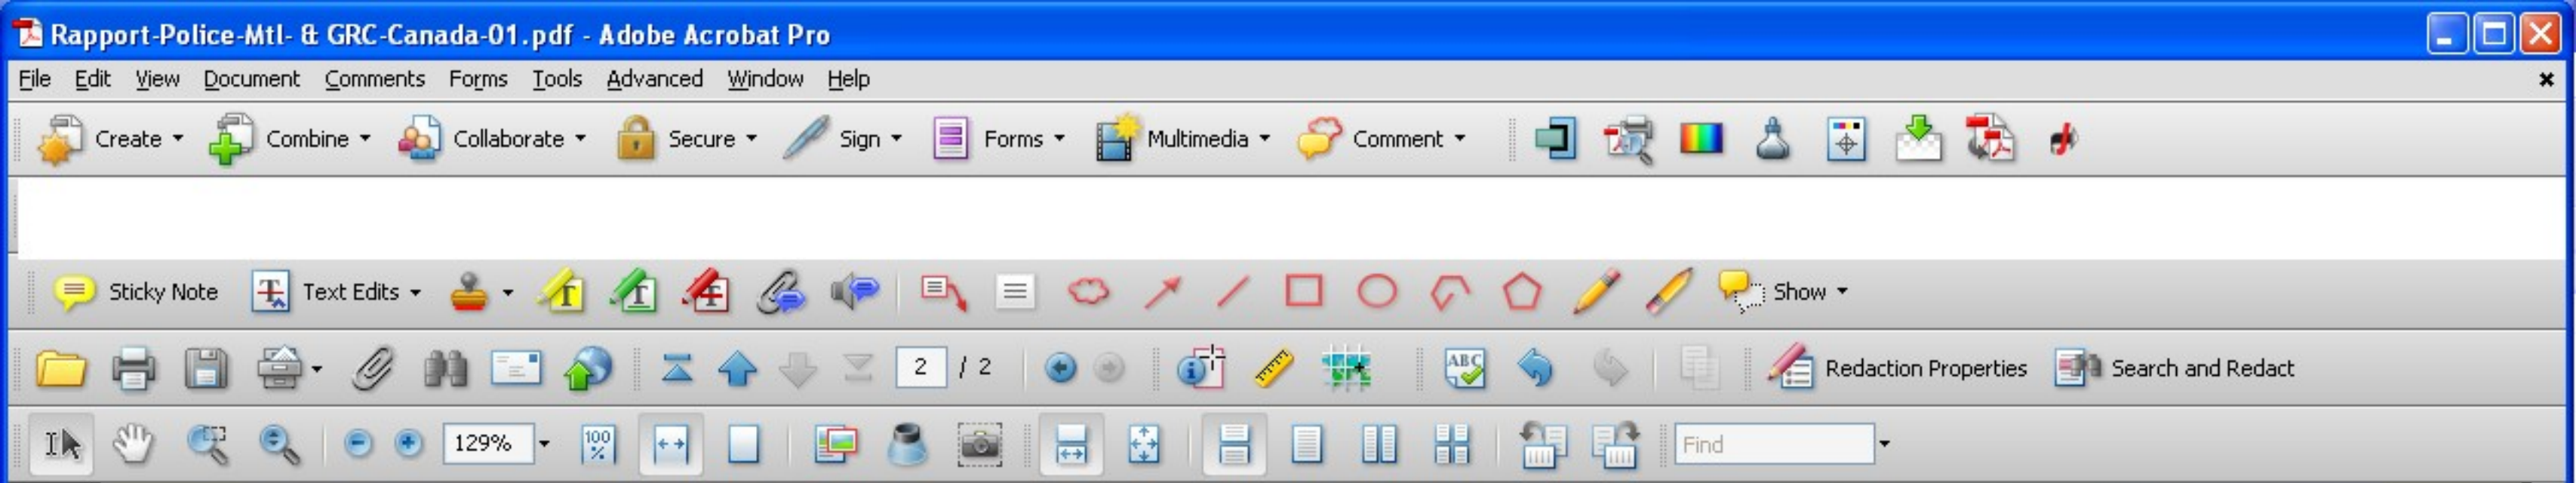 Rapport-Police-Mtl- & GRC-Canada-01.pdf - Adobe Acrobat Pro
File Edit View Document Comments Forms Tools Advanced Window Help
Create Combine Collaborate Secure Sign Forms Multimedia Comment
Sticky Note Text Edits Show
2 / 2 ABC Redaction Properties Search and Redact
129% 100 % Find